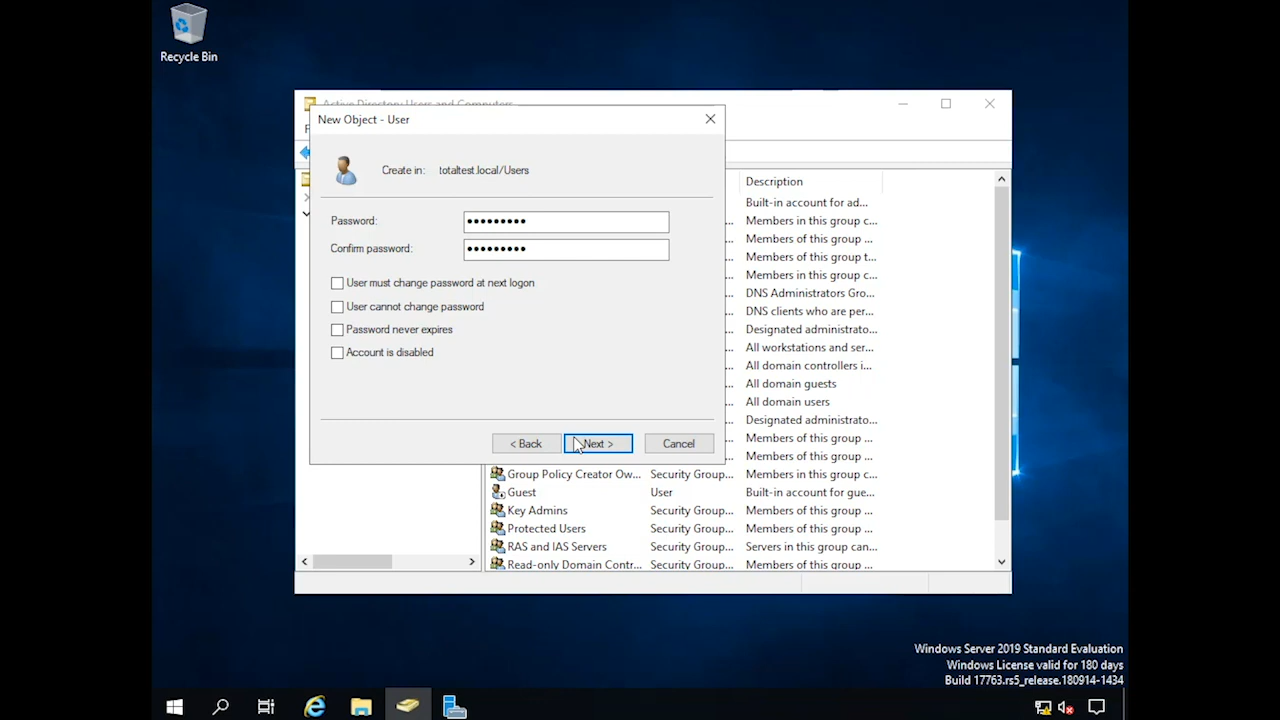 Recycle Bin
Active Directory Users and Computers
New Object - User
Create in: totaltest.local/Users
Password: •••••••••
Confirm password: •••••••••
User must change password at next logon
User cannot change password
Password never expires
Account is disabled
< Back
Next >
Cancel
Description
Built-in account for ad...
Members in this group c...
Members of this group ...
Members of this group t...
Members in this group c...
DNS Administrators Gro...
DNS clients who are per...
Designated administrato...
All workstations and ser...
All domain controllers i...
All domain guests
All domain users
Designated administrato...
Members of this group ...
Members of this group ...
Group Policy Creator Ow... Security Group... Members in this group c...
Guest User Built-in account for gue...
Key Admins Security Group... Members of this group ...
Protected Users Security Group... Members of this group ...
RAS and IAS Servers Security Group... Servers in this group can...
Read-only Domain Contr... Security Group... Members of this group ...
Windows Server 2019 Standard Evaluation
Windows License valid for 180 days
Build 17763.rs5_release.180914-1434